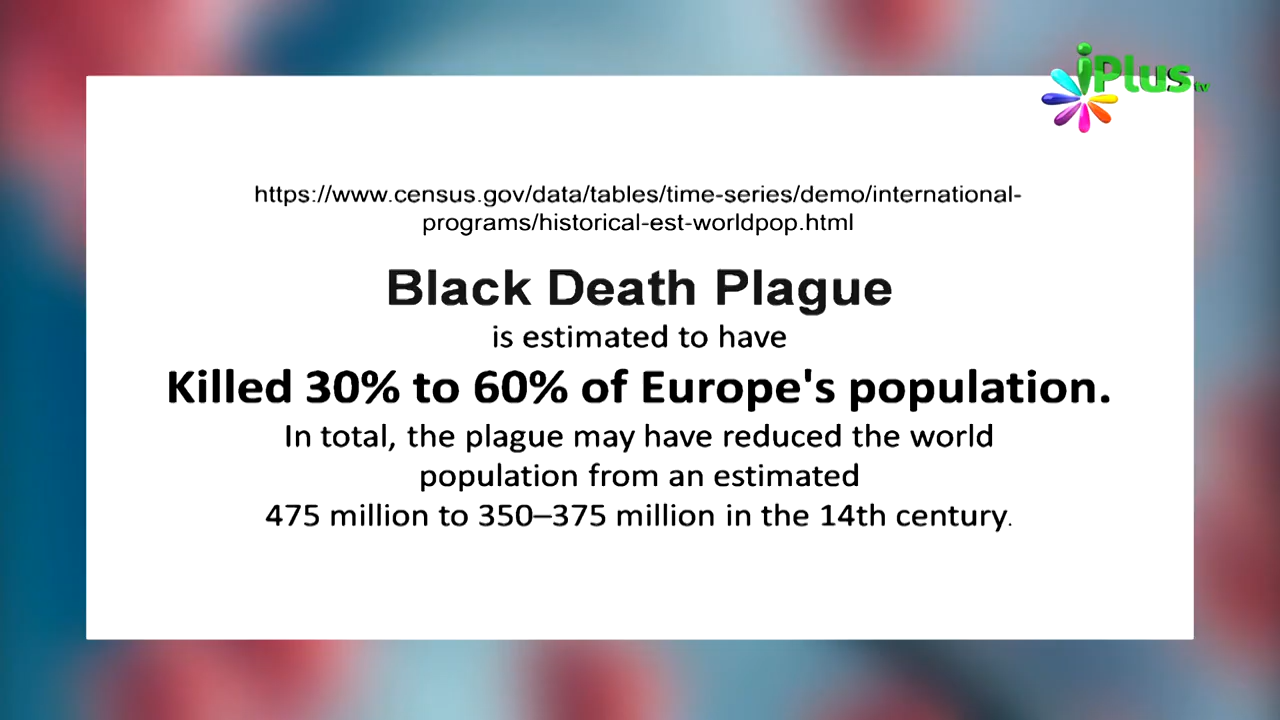 iPlus tv
https://www.census.gov/data/tables/time-series/demo/international-
programs/historical-est-worldpop.html
Black Death Plague
is estimated to have
Killed 30% to 60% of Europe's population.
In total, the plague may have reduced the world
population from an estimated
475 million to 350–375 million in the 14th century.